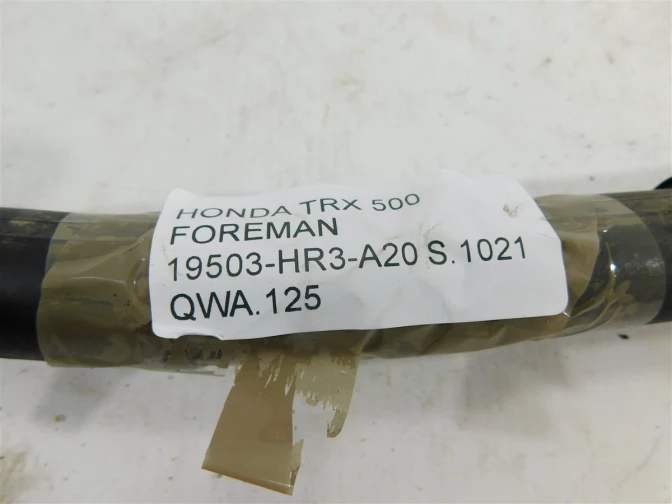 HONDA TRX 500
FOREMAN
19503-HR3-A20 S.1021
QWA.125